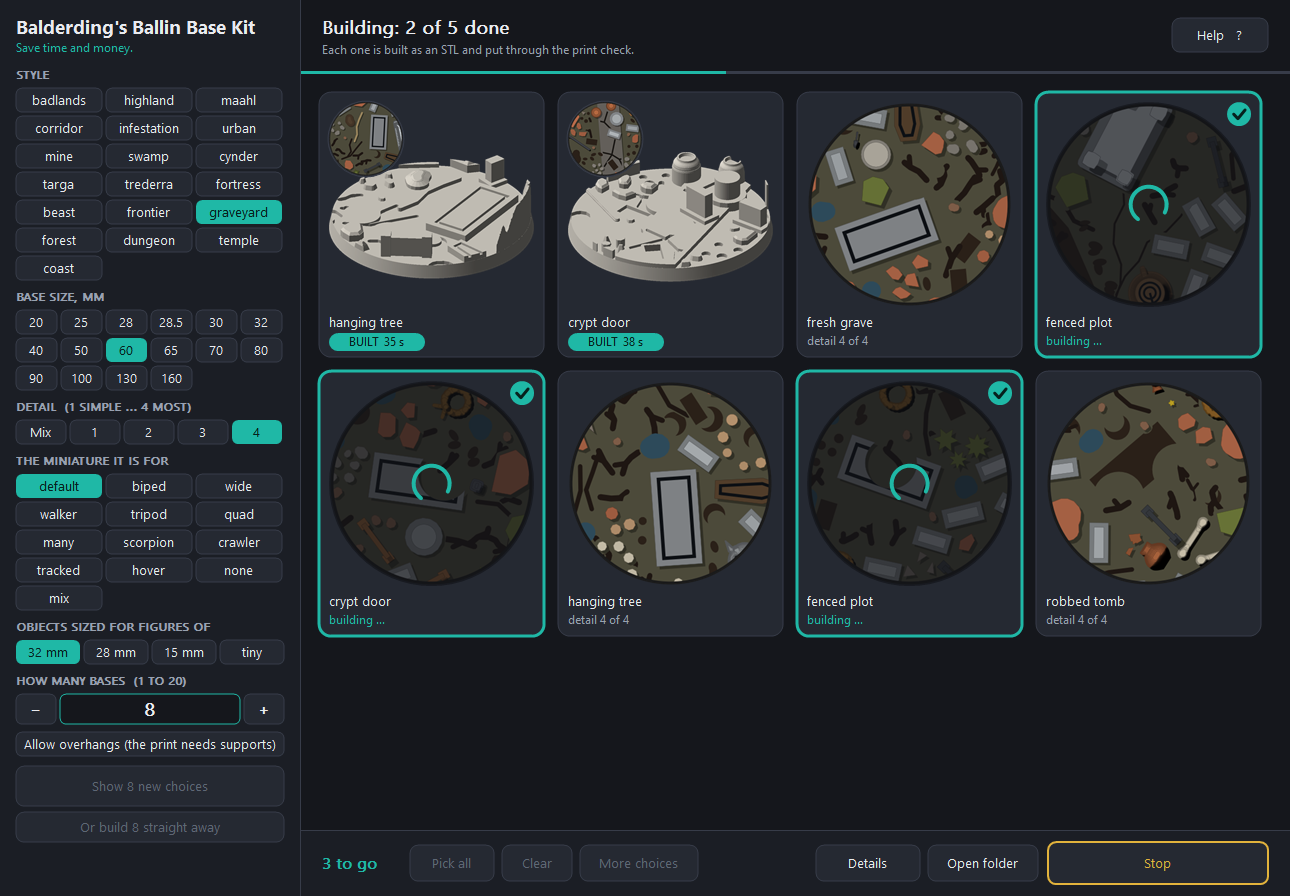 Balderding's Ballin Base Kit
Save time and money.
STYLE
badlands highland maahl
corridor infestation urban
mine swamp cynder
targa trederra fortress
beast frontier graveyard
forest dungeon temple
coast
BASE SIZE, MM
20 25 28 28.5 30 32
40 50 60 65 70 80
90 100 130 160
DETAIL (1 SIMPLE ... 4 MOST)
Mix 1 2 3 4
THE MINIATURE IT IS FOR
default biped wide
walker tripod quad
many scorpion crawler
tracked hover none
mix
OBJECTS SIZED FOR FIGURES OF
32 mm 28 mm 15 mm tiny
HOW MANY BASES (1 TO 20)
− 8 +
Allow overhangs (the print needs supports)
Show 8 new choices
Or build 8 straight away
Building: 2 of 5 done
Each one is built as an STL and put through the print check.
Help ?
hanging tree
BUILT 35 s
crypt door
BUILT 38 s
fresh grave
detail 4 of 4
fenced plot
building ...
crypt door
building ...
hanging tree
detail 4 of 4
fenced plot
building ...
robbed tomb
detail 4 of 4
3 to go Pick all Clear More choices Details Open folder Stop